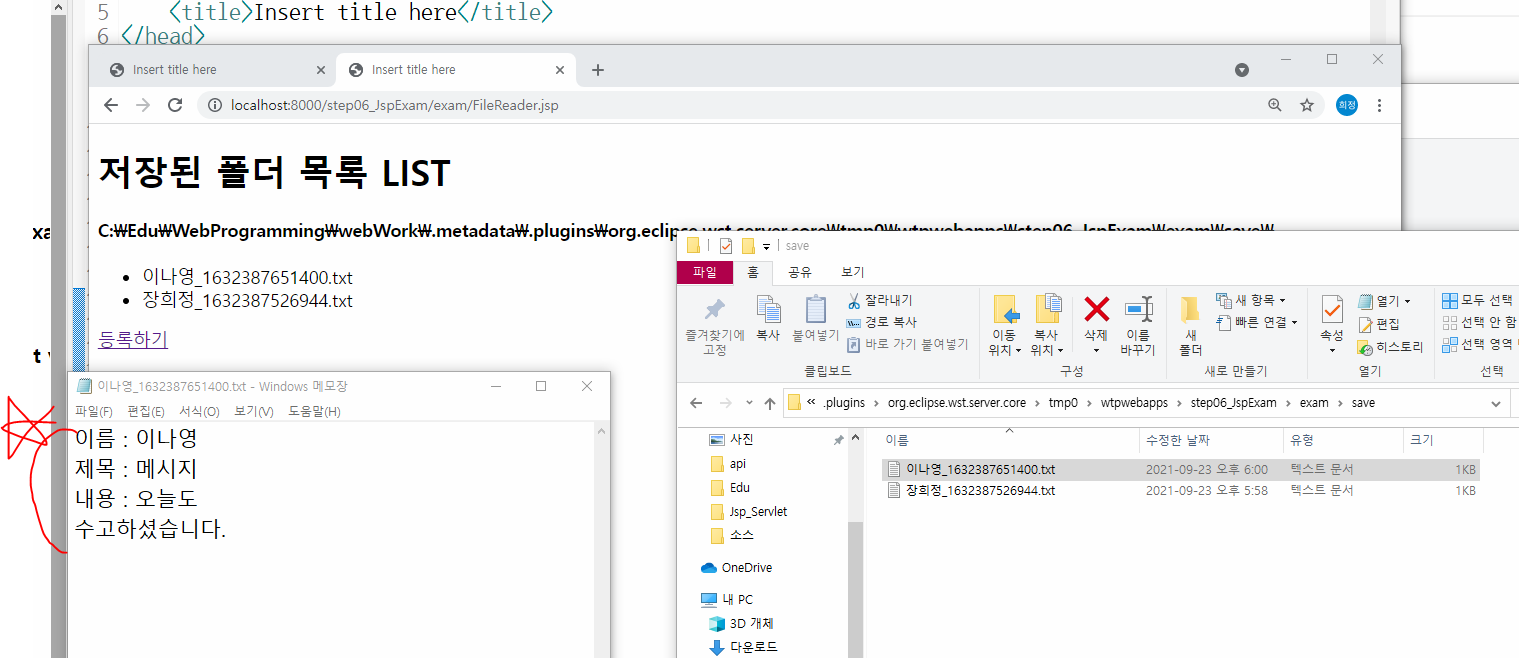 5 <title>Insert title here</title>
6 </head>
Insert title here
Insert title here
localhost:8000/step06_JspExam/exam/FileReader.jsp
희정
저장된 폴더 목록 LIST
C:₩Edu₩WebProgramming₩webWork₩.metadata₩.plugins₩org.eclipse.wst.server.core₩tmp0₩wtpwebapps₩step06_JspExam₩exam₩save₩
이나영_1632387651400.txt
장희정_1632387526944.txt
등록하기
xa
t
이나영_1632387651400.txt - Windows 메모장
파일(F) 편집(E) 서식(O) 보기(V) 도움말(H)
이름 : 이나영
제목 : 메시지
내용 : 오늘도
수고하셨습니다.
save
파일 홈 공유 보기
즐겨찾기에 고정
복사
붙여넣기
잘라내기
경로 복사
바로 가기 붙여넣기
클립보드
이동 위치
복사 위치
삭제
이름 바꾸기
구성
새 폴더
새 항목
빠른 연결
새로 만들기
속성
열기
편집
히스토리
열기
모두 선택
선택 안 함
선택 영역
선택
« .plugins > org.eclipse.wst.server.core > tmp0 > wtpwebapps > step06_JspExam > exam > save
사진
api
Edu
Jsp_Servlet
소스
OneDrive
내 PC
3D 개체
다운로드
이름 수정한 날짜 유형 크기
이나영_1632387651400.txt 2021-09-23 오후 6:00 텍스트 문서 1KB
장희정_1632387526944.txt 2021-09-23 오후 5:58 텍스트 문서 1KB